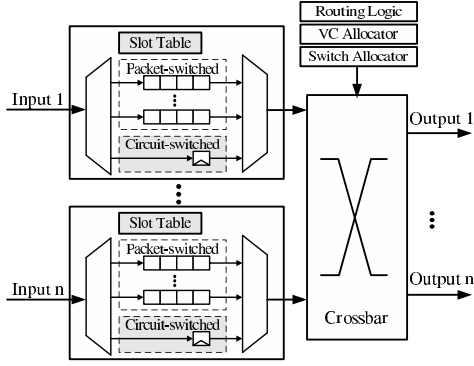 Routing Logic
VC Allocator
Switch Allocator
Slot Table
Packet-switched
Input 1
Circuit-switched
Output 1
Slot Table
Packet-switched
Input n
Circuit-switched
Output n
Crossbar